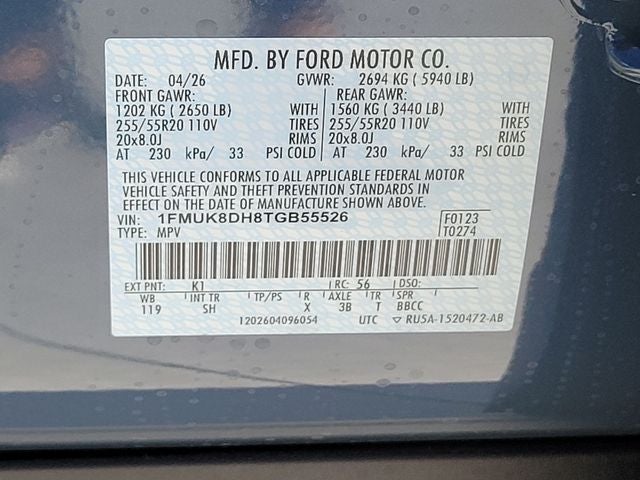 MFD. BY FORD MOTOR CO.
DATE: 04/26 GVWR: 2694 KG ( 5940 LB)
FRONT GAWR: REAR GAWR:
1202 KG ( 2650 LB) WITH 1560 KG ( 3440 LB) WITH
255/55R20 110V TIRES 255/55R20 110V TIRES
20x8.0J RIMS 20x8.0J RIMS
AT 230 kPa/ 33 PSI COLD AT 230 kPa/ 33 PSI COLD
THIS VEHICLE CONFORMS TO ALL APPLICABLE FEDERAL MOTOR
VEHICLE SAFETY AND THEFT PREVENTION STANDARDS IN
EFFECT ON THE DATE OF MANUFACTURE SHOWN ABOVE.
VIN: 1FMUK8DH8TGB55526 F0123
TYPE: MPV T0274
EXT PNT: K1 RC: 56 DSO:
WB INT TR TP/PS R AXLE TR SPR
119 SH X 3B T BBCC
1202604096054 UTC ▽ RU5A-1520472-AB